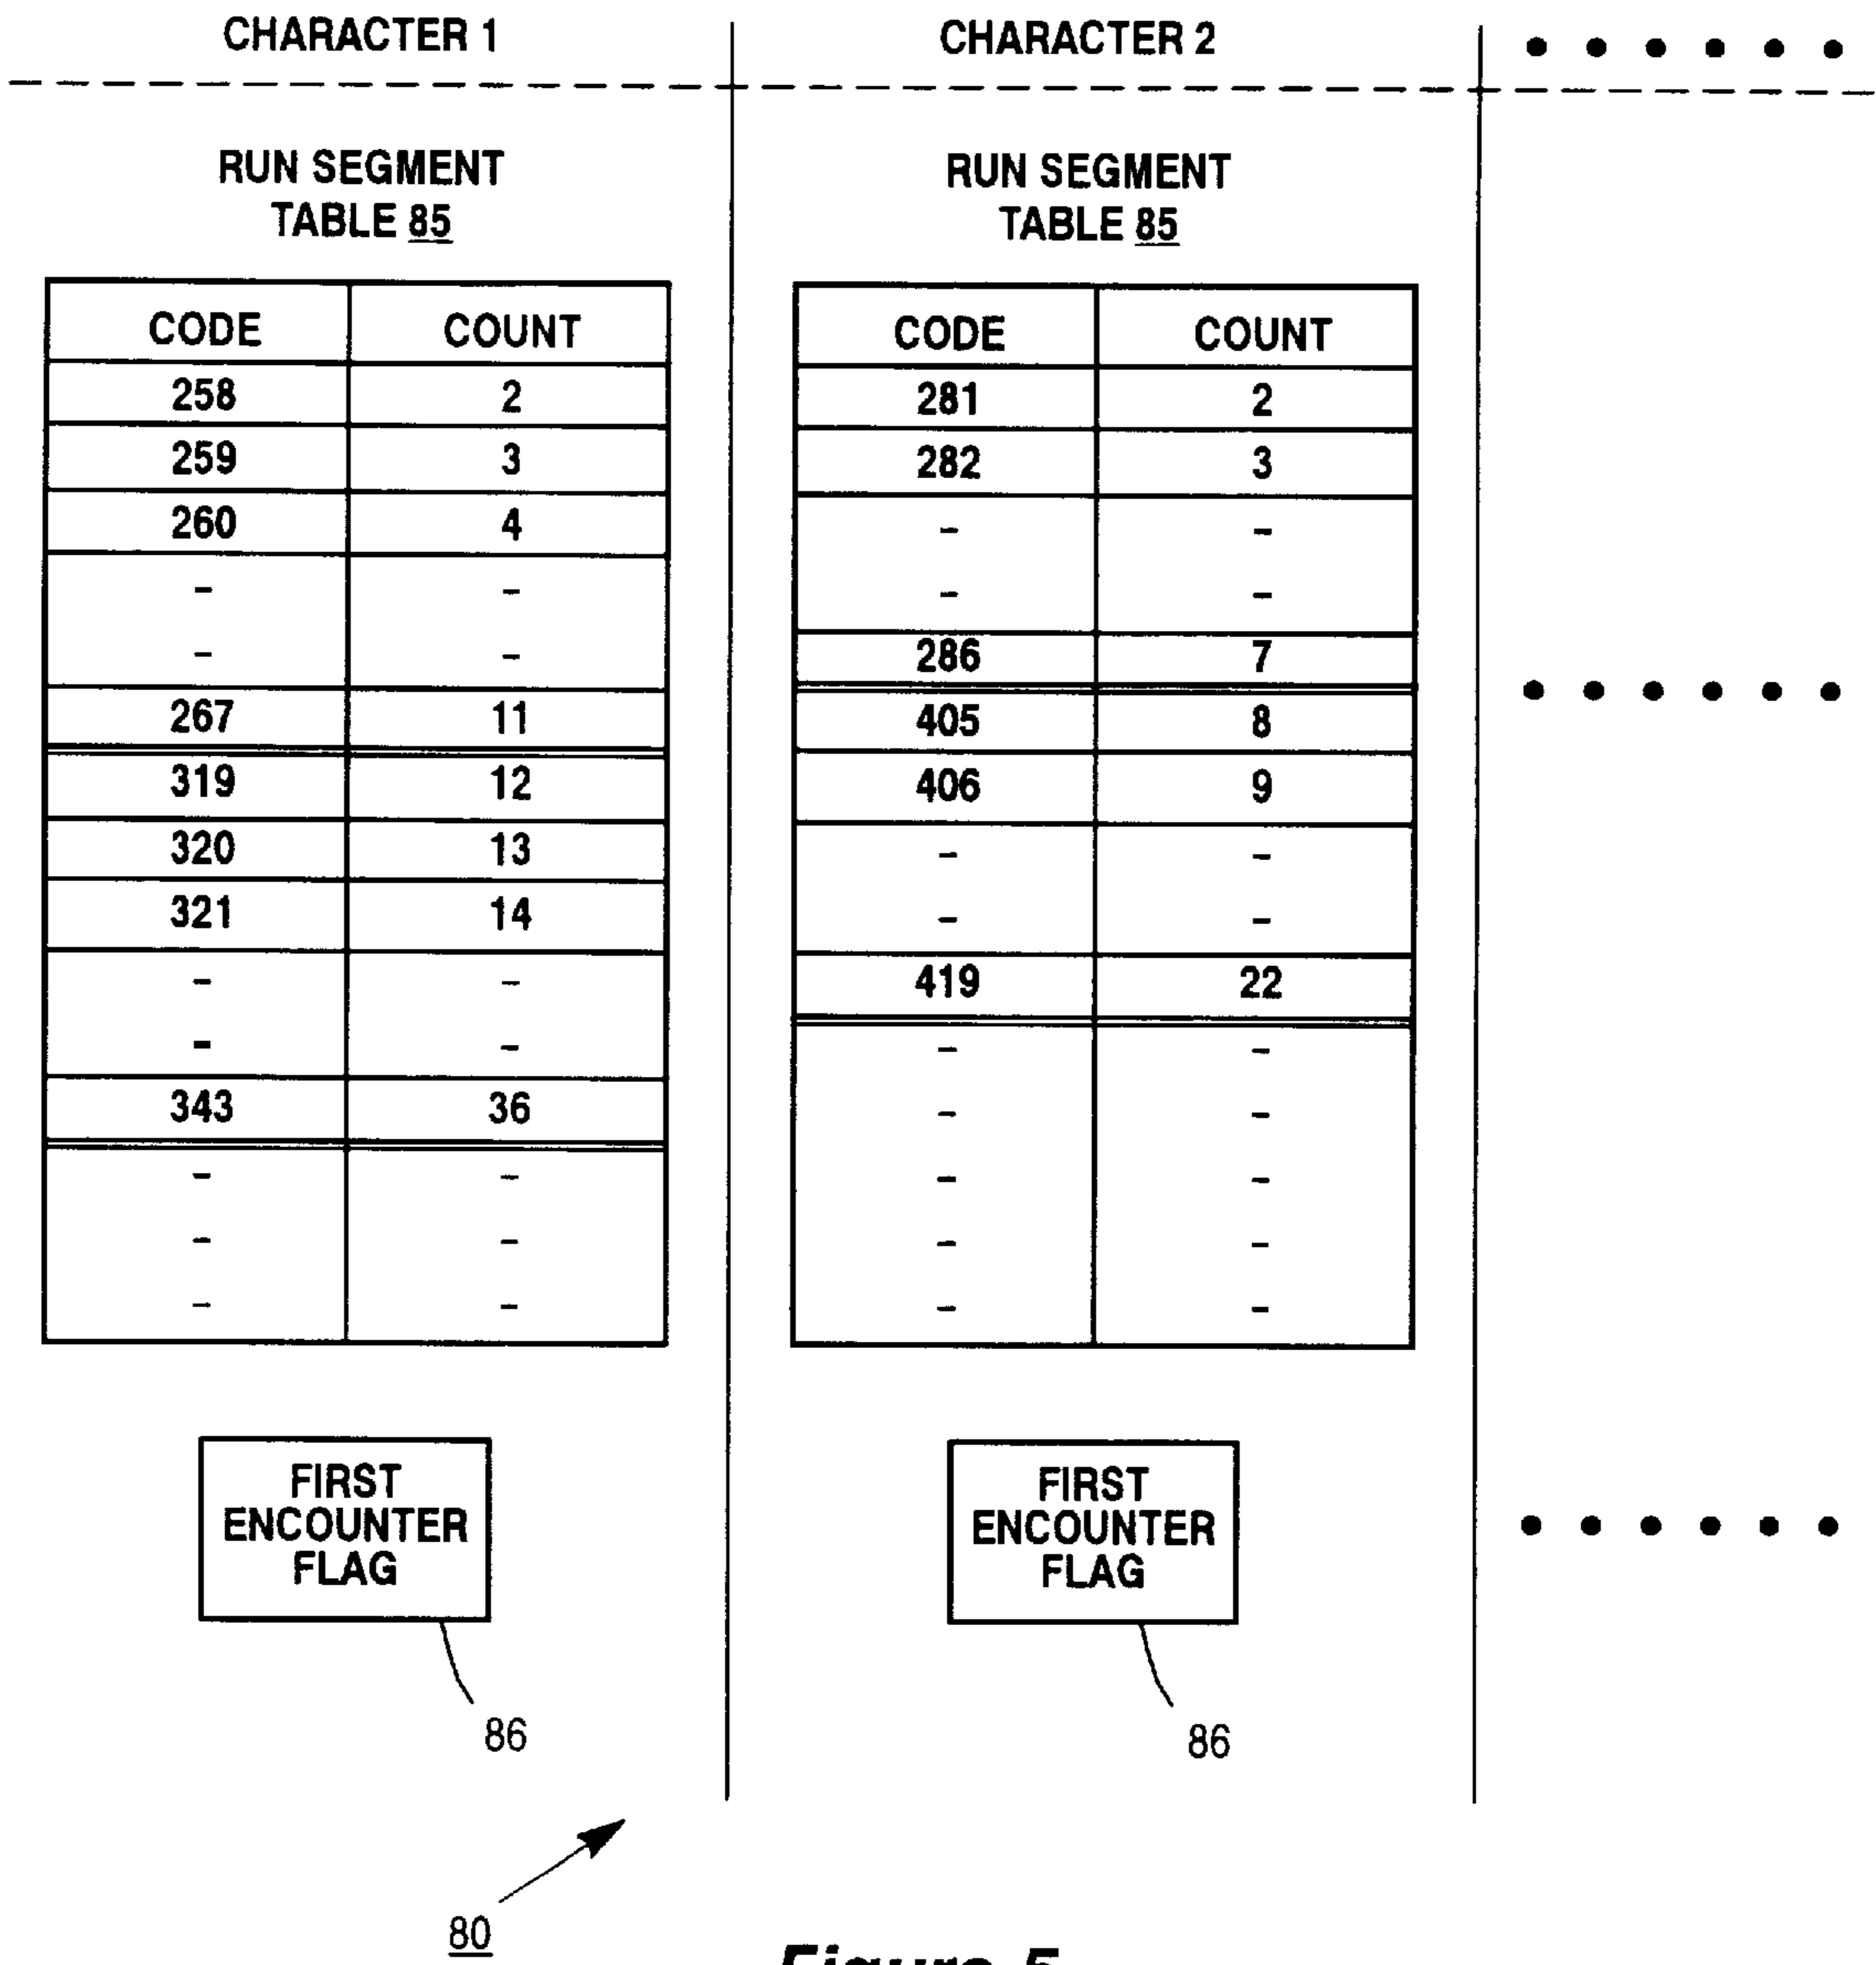 CHARACTER 1
CHARACTER 2
RUN SEGMENT
TABLE 85
RUN SEGMENT
TABLE 85
CODE COUNT
258 2
259 3
260 4
- -
- -
267 11
319 12
320 13
321 14
- -
- -
343 36
- -
- -
- -
CODE COUNT
281 2
282 3
- -
- -
286 7
405 8
406 9
- -
- -
419 22
- -
- -
- -
- -
- -
FIRST
ENCOUNTER
FLAG
86
FIRST
ENCOUNTER
FLAG
86
80
Figure 5